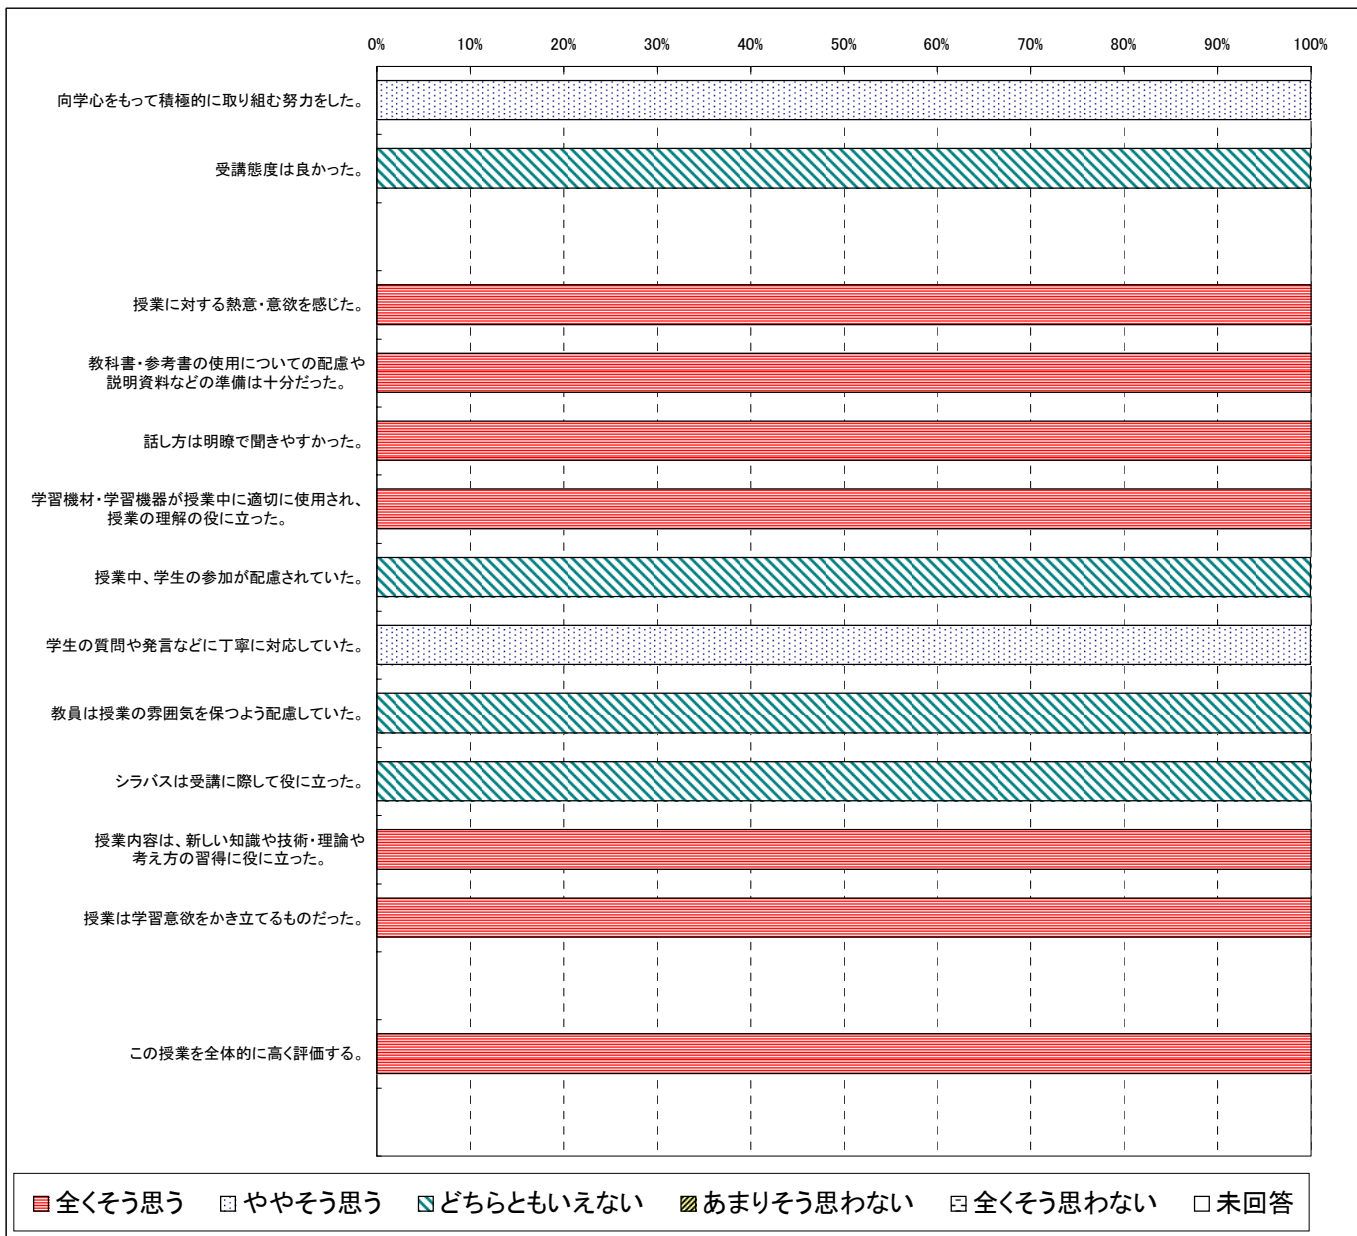 0% 10% 20% 30% 40% 50% 60% 70% 80% 90% 100%
向学心をもって積極的に取り組む努力をした。
受講態度は良かった。
授業に対する熱意・意欲を感じた。
教科書・参考書の使用についての配慮や
説明資料などの準備は十分だった。
話し方は明瞭で聞きやすかった。
学習機材・学習機器が授業中に適切に使用され、
授業の理解の役に立った。
授業中、学生の参加が配慮されていた。
学生の質問や発言などに丁寧に対応していた。
教員は授業の雰囲気を保つよう配慮していた。
シラバスは受講に際して役に立った。
授業内容は、新しい知識や技術・理論や
考え方の習得に役に立った。
授業は学習意欲をかき立てるものだった。
この授業を全体的に高く評価する。
全くそう思う ややそう思う どちらともいえない あまりそう思わない 全くそう思わない 未回答